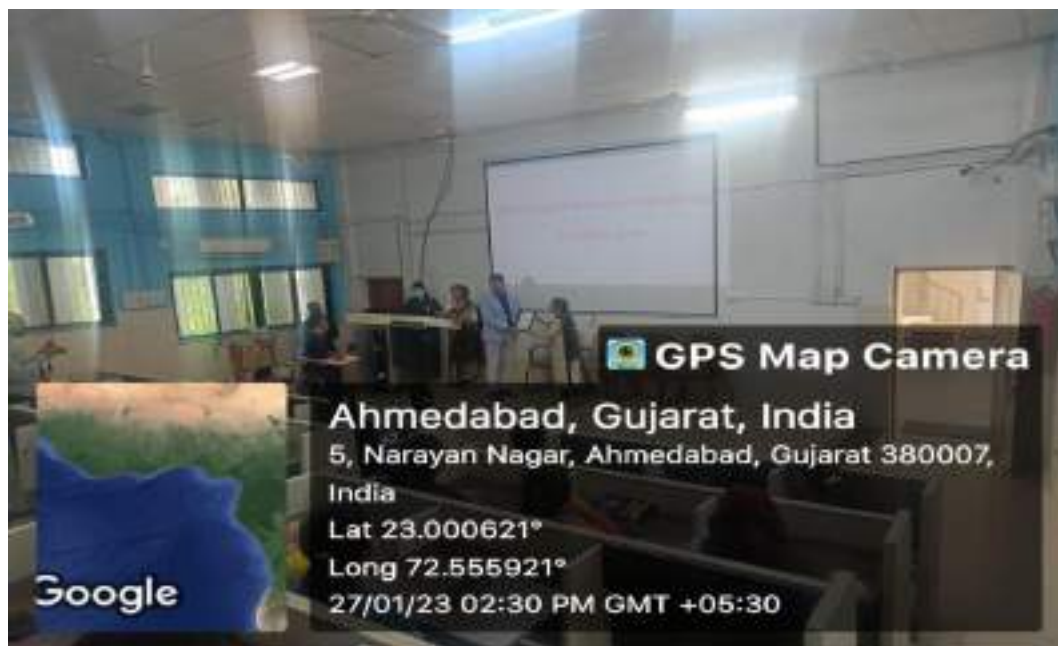 GPS Map Camera
Ahmedabad, Gujarat, India
5, Narayan Nagar, Ahmedabad, Gujarat 380007,
India
Lat 23.000621°
Long 72.555921°
27/01/23 02:30 PM GMT +05:30
Google